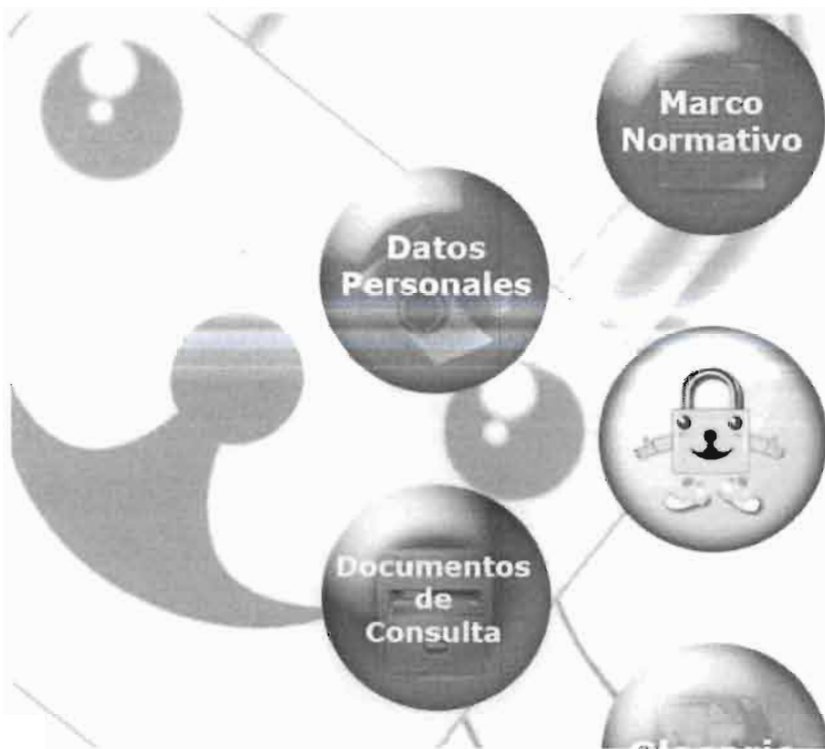 Marco
Normativo
Datos
Personales
Documentos
de
Consulta